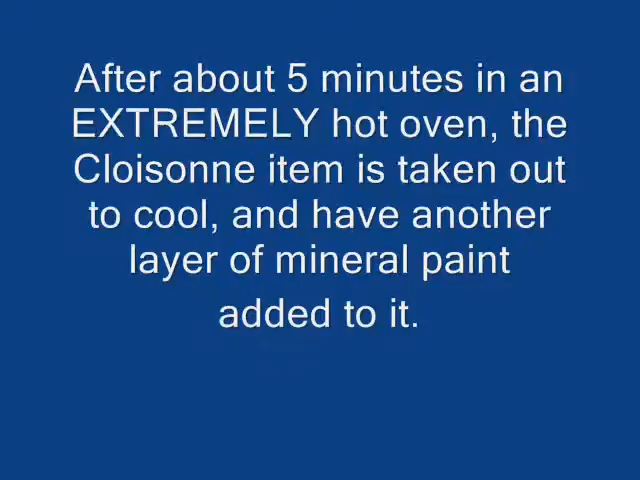 After about 5 minutes in an
EXTREMELY hot oven, the
Cloisonne item is taken out
to cool, and have another
layer of mineral paint
added to it.